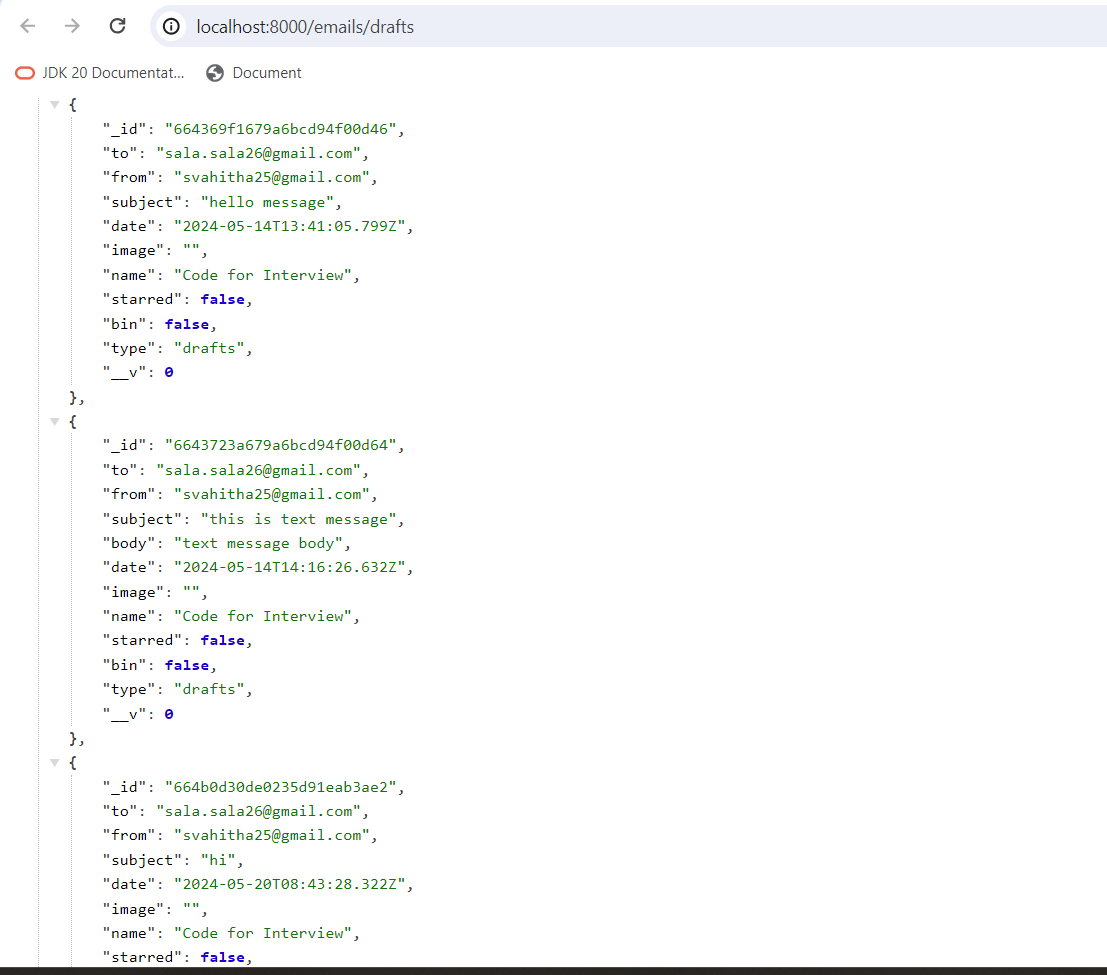 localhost:8000/emails/drafts
JDK 20 Documentat... Document
{
"_id": "664369f1679a6bcd94f00d46",
"to": "sala.sala26@gmail.com",
"from": "svahitha25@gmail.com",
"subject": "hello message",
"date": "2024-05-14T13:41:05.799Z",
"image": "",
"name": "Code for Interview",
"starred": false,
"bin": false,
"type": "drafts",
"__v": 0
},
{
"_id": "6643723a679a6bcd94f00d64",
"to": "sala.sala26@gmail.com",
"from": "svahitha25@gmail.com",
"subject": "this is text message",
"body": "text message body",
"date": "2024-05-14T14:16:26.632Z",
"image": "",
"name": "Code for Interview",
"starred": false,
"bin": false,
"type": "drafts",
"__v": 0
},
{
"_id": "664b0d30de0235d91eab3ae2",
"to": "sala.sala26@gmail.com",
"from": "svahitha25@gmail.com",
"subject": "hi",
"date": "2024-05-20T08:43:28.322Z",
"image": "",
"name": "Code for Interview",
"starred": false,